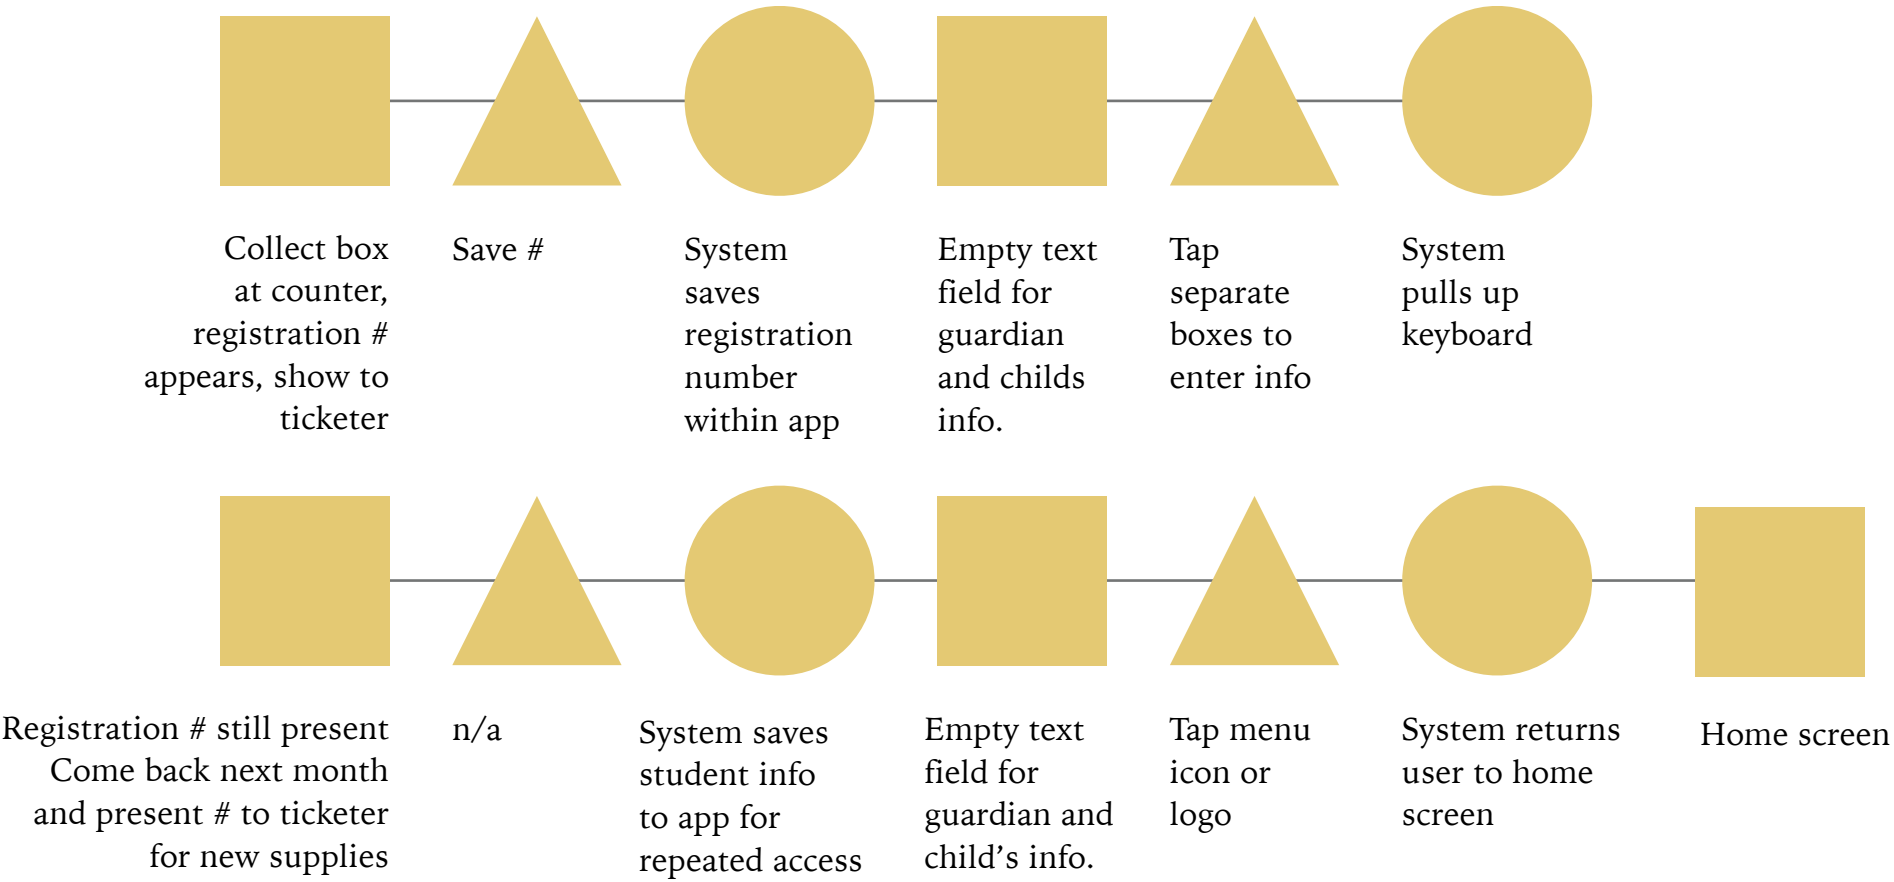 Collect box
at counter,
registration #
appears, show to
ticketer
Save #
System
saves
registration
number
within app
Empty text
field for
guardian
and childs
info.
Tap
separate
boxes to
enter info
System
pulls up
keyboard
Registration # still present
Come back next month
and present # to ticketer
for new supplies
n/a
System saves
student info
to app for
repeated access
Empty text
field for
guardian and
child's info.
Tap menu
icon or
logo
System returns
user to home
screen
Home screen